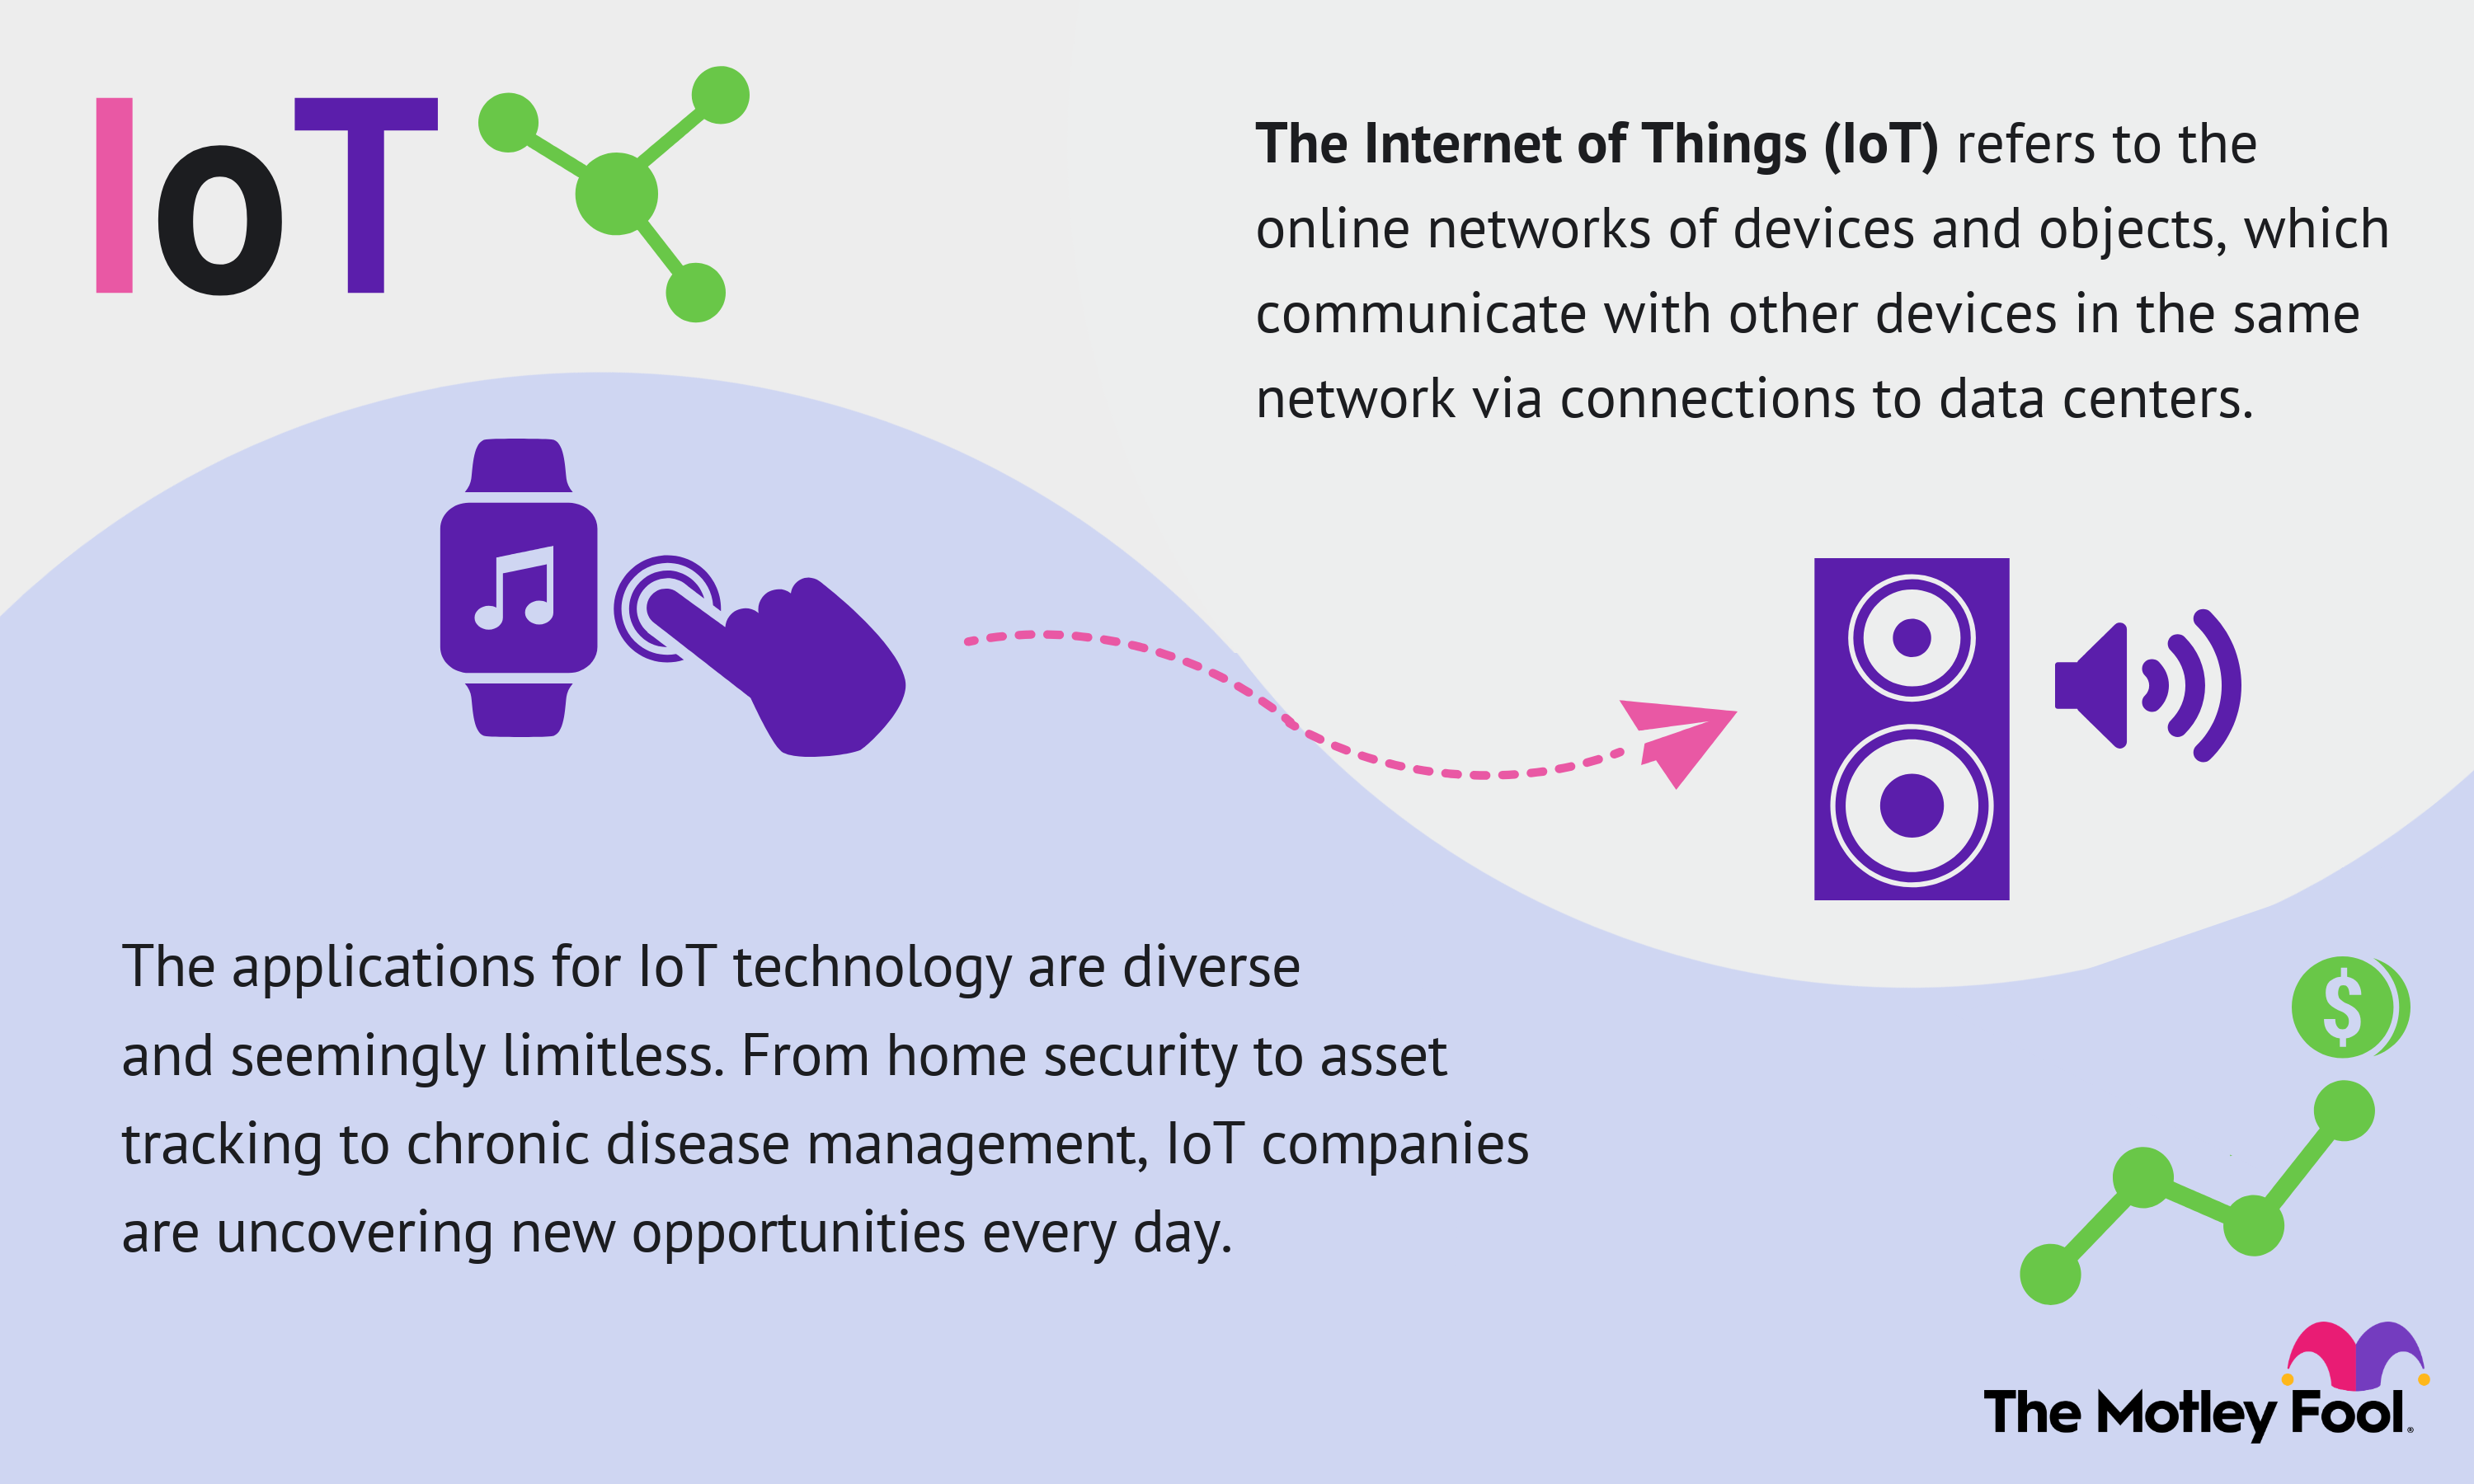 IoT
The Internet of Things (IoT) refers to the
online networks of devices and objects, which
communicate with other devices in the same
network via connections to data centers.
The applications for IoT technology are diverse
and seemingly limitless. From home security to asset
tracking to chronic disease management, IoT companies
are uncovering new opportunities every day.
$
The Motley Fool®